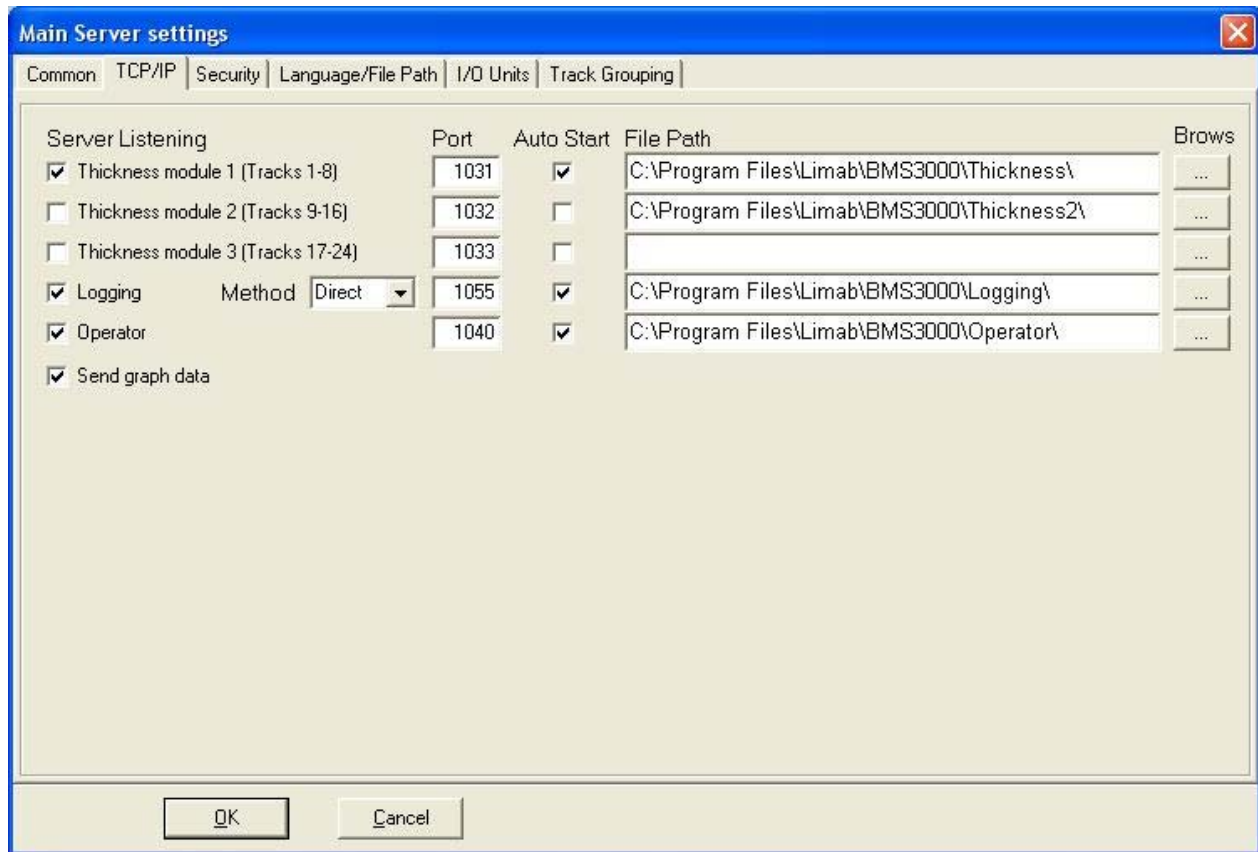 Main Server settings
Common TCP/IP Security Language/File Path I/O Units Track Grouping
Server Listening Port Auto Start File Path Brows
Thickness module 1 (Tracks 1-8) 1031 C:\Program Files\Limab\BMS3000\Thickness\ ...
Thickness module 2 (Tracks 9-16) 1032 C:\Program Files\Limab\BMS3000\Thickness2\ ...
Thickness module 3 (Tracks 17-24) 1033 ...
Logging Method Direct 1055 C:\Program Files\Limab\BMS3000\Logging\ ...
Operator 1040 C:\Program Files\Limab\BMS3000\Operator\ ...
Send graph data
OK Cancel